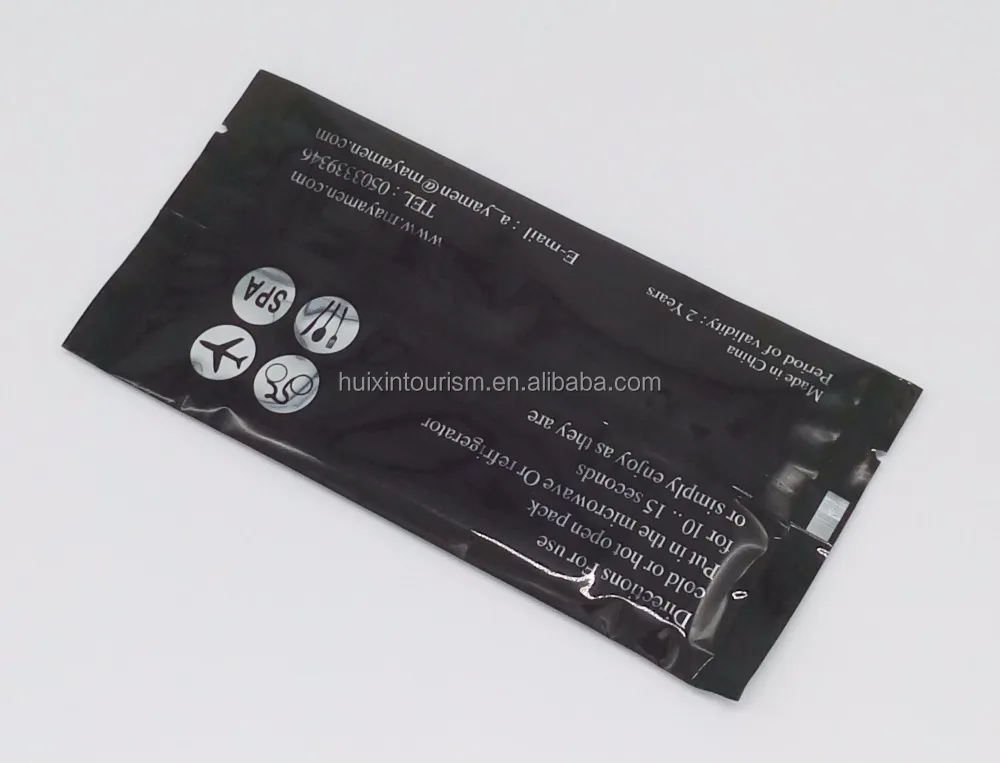 Directions For use
cold or hot open pack
Put in the microwave Or refrigerator
for 10 .. 15 seconds
or simply enjoy as they are
Made in China
Period of validity : 2 Years
SPA
www.mayamen.com
TEL : 0503339346
E-mail : a_yamen@mayamen.com
huixintourism.en.alibaba.com